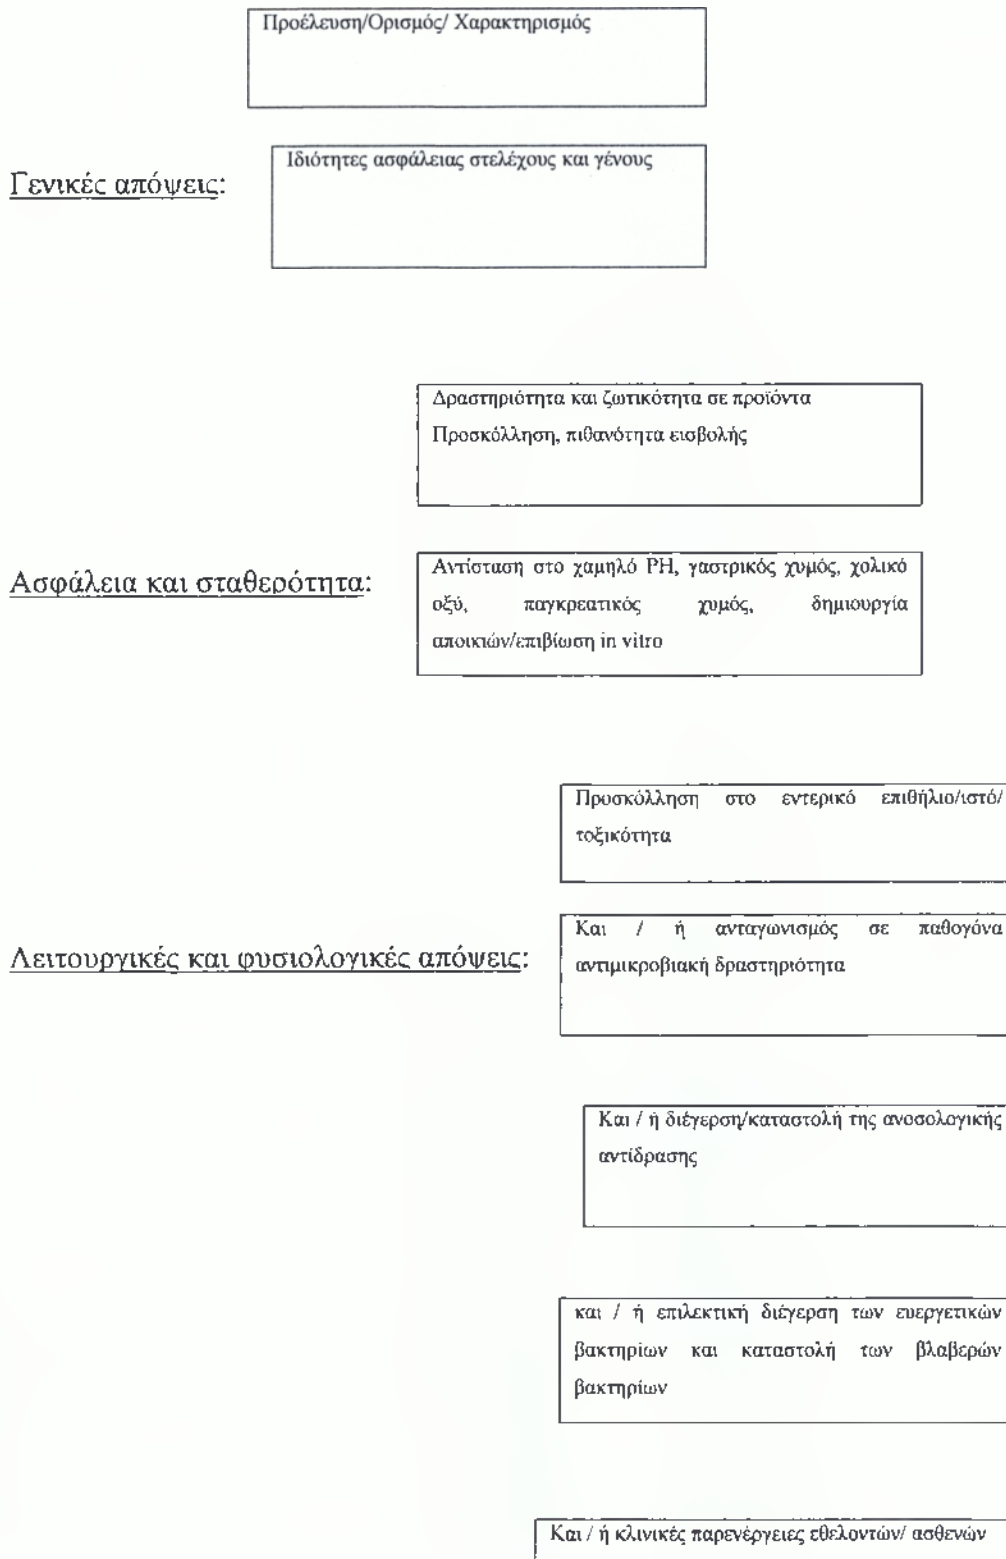 Προέλευση/Ορισμός/ Χαρακτηρισμός
Ιδιότητες ασφάλειας στελέχους και γένους
Γενικές απόψεις:
Δραστηριότητα και ζωτικότητα σε προϊόντα
Προσκόλληση, πιθανότητα εισβολής
Ασφάλεια και σταθερότητα:
Αντίσταση στο χαμηλό PH, γαστρικός χυμός, χολικό
οξύ, παγκρεατικός χυμός, δημιουργία
αποικιών/επιβίωση in vitro
Προσκόλληση στο εντερικό επιθήλιο/ιστό/
τοξικότητα
Λειτουργικές και φυσιολογικές απόψεις:
Και / ή ανταγωνισμός σε παθογόνα
αντιμικροβιακή δραστηριότητα
Και / ή διέγερση/καταστολή της ανοσολογικής
αντίδρασης
και / ή επιλεκτική διέγερση των ευεργετικών
βακτηρίων και καταστολή των βλαβερών
βακτηρίων
Και / ή κλινικές παρενέργειες εθελοντών/ ασθενών